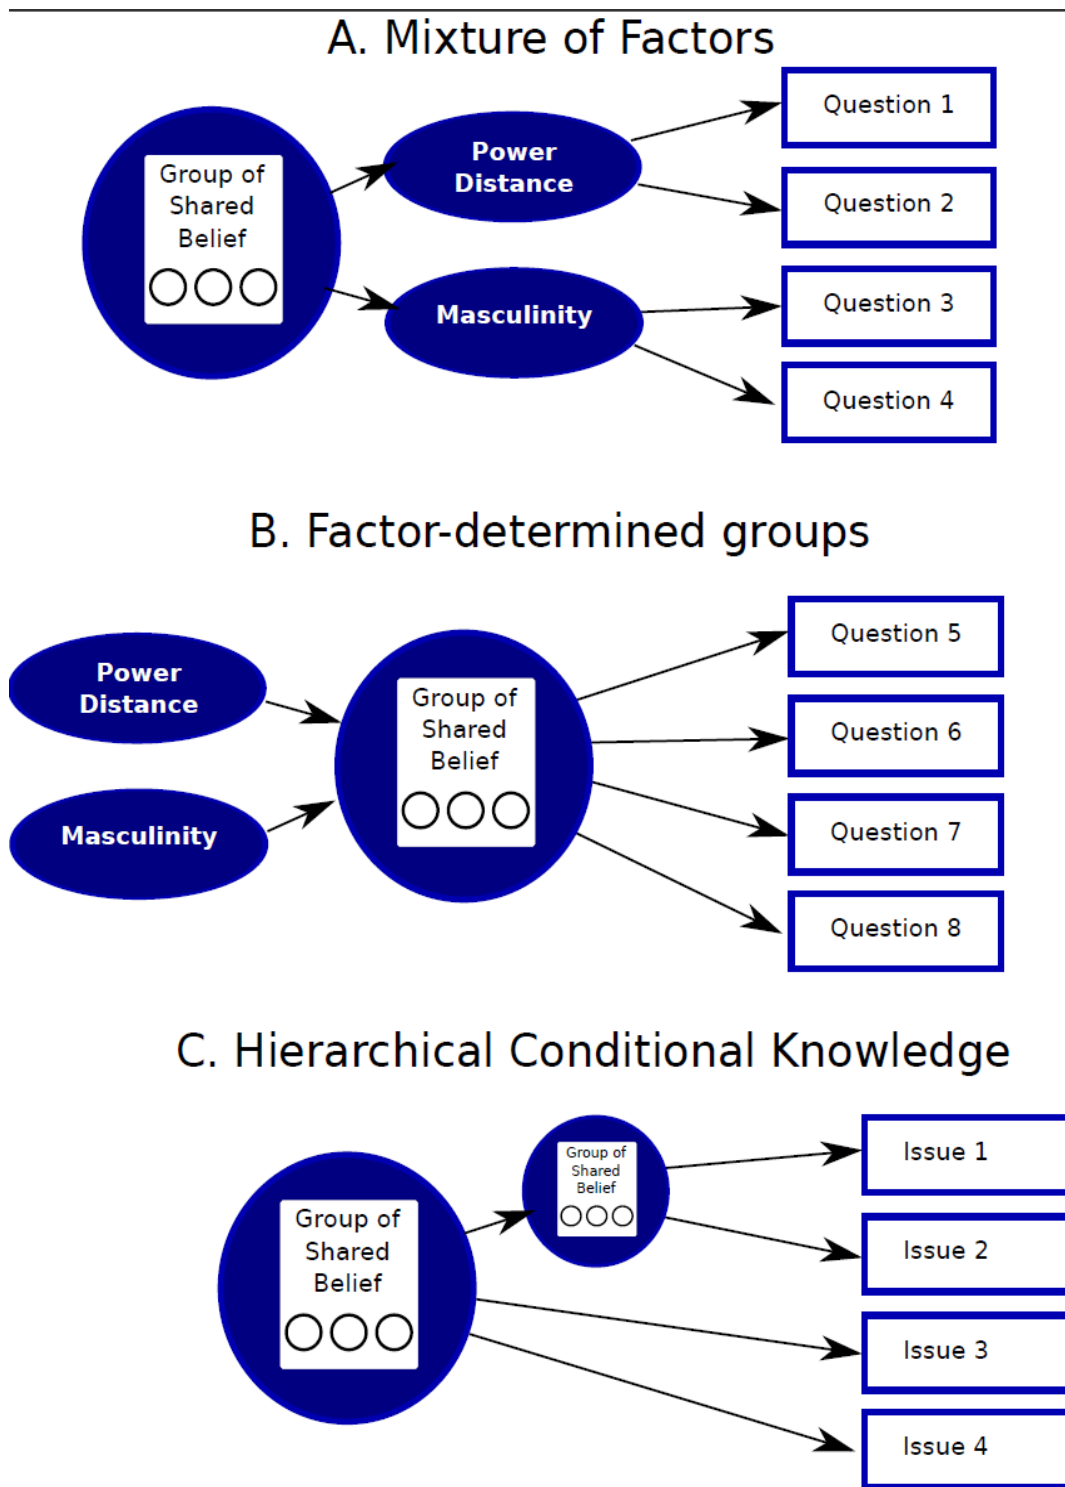 A. Mixture of Factors
Group of
Shared
Belief
Power
Distance
Masculinity
Question 1
Question 2
Question 3
Question 4
B. Factor-determined groups
Power
Distance
Masculinity
Group of
Shared
Belief
Question 5
Question 6
Question 7
Question 8
C. Hierarchical Conditional Knowledge
Group of
Shared
Belief
Group of
Shared
Belief
Issue 1
Issue 2
Issue 3
Issue 4